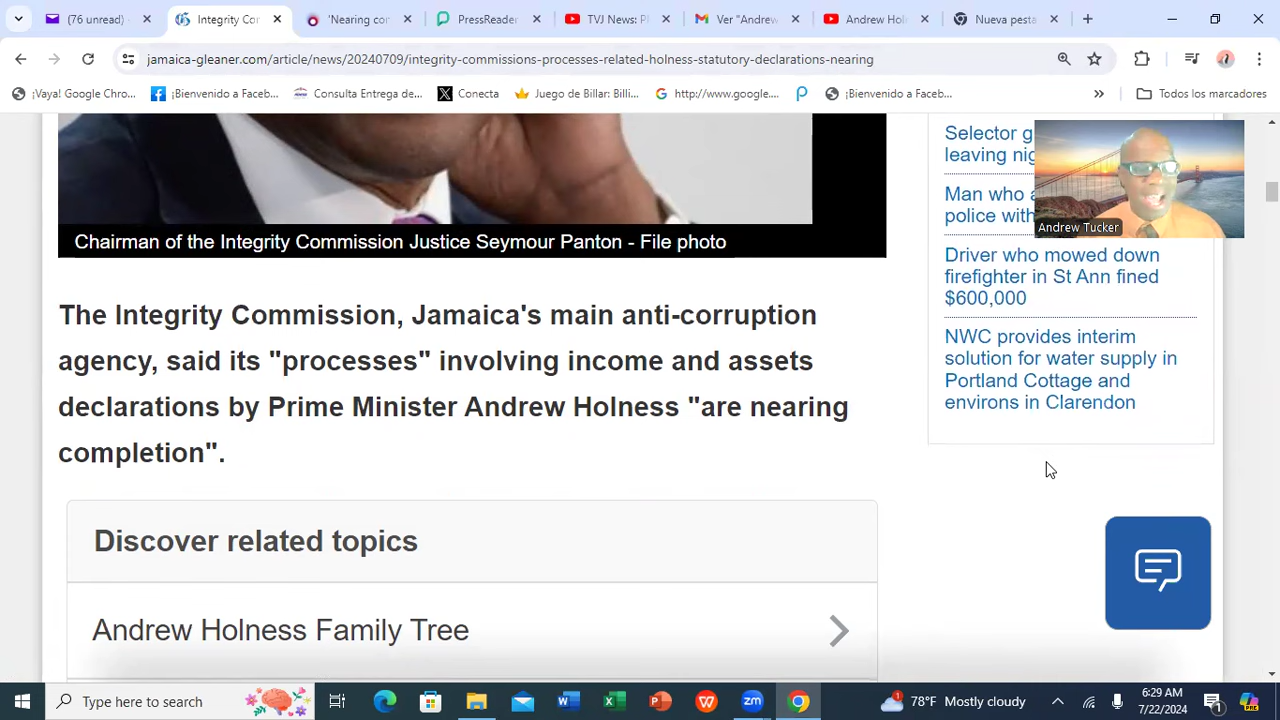 (76 unread)
Integrity Cor
'Nearing cor
PressReade
TVJ News: P
Ver "Andrew
Andrew Hol
Nueva pesta
jamaica-gleaner.com/article/news/20240709/integrity-commissions-processes-related-holness-statutory-declarations-nearing
¡Vaya! Google Chro...
¡Bienvenido a Faceb...
Consulta Entrega de...
Conecta
Juego de Billar: Billi...
http://www.google....
¡Bienvenido a Faceb...
Todos los marcadores
Chairman of the Integrity Commission Justice Seymour Panton - File photo
The Integrity Commission, Jamaica's main anti-corruption
agency, said its "processes" involving income and assets
declarations by Prime Minister Andrew Holness "are nearing
completion".
Discover related topics
Andrew Holness Family Tree
Selector g
leaving nig
Man who a
police with
Andrew Tucker
Driver who mowed down
firefighter in St Ann fined
$600,000
NWC provides interim
solution for water supply in
Portland Cottage and
environs in Clarendon
Type here to search
78°F Mostly cloudy
6:29 AM
7/22/2024